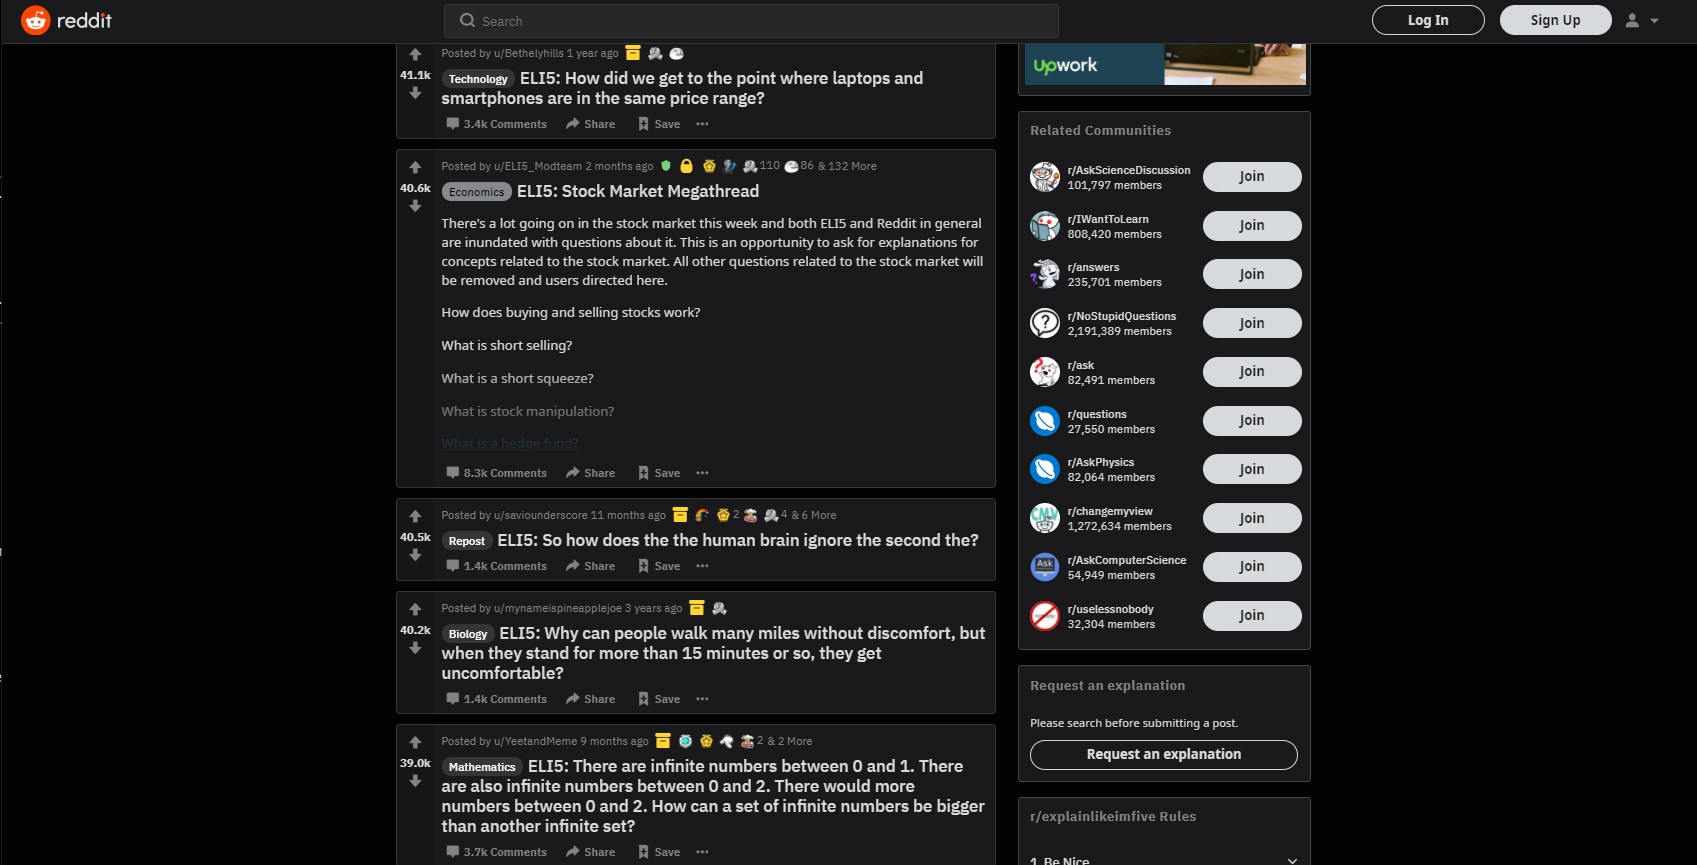 reddit
Search
Log In
Sign Up
Posted by u/Bethelyhills 1 year ago
41.1k
Technology ELI5: How did we get to the point where laptops and
smartphones are in the same price range?
3.4k Comments Share Save
Posted by u/ELI5_Modteam 2 months ago 110 86 & 132 More
40.6k
Economics ELI5: Stock Market Megathread
There's a lot going on in the stock market this week and both ELI5 and Reddit in general
are inundated with questions about it. This is an opportunity to ask for explanations for
concepts related to the stock market. All other questions related to the stock market will
be removed and users directed here.
How does buying and selling stocks work?
What is short selling?
What is a short squeeze?
What is stock manipulation?
What is a hedge fund?
8.3k Comments Share Save
Posted by u/saviounderscore 11 months ago 2 4 & 6 More
40.5k
Repost ELI5: So how does the the human brain ignore the second the?
1.4k Comments Share Save
Posted by u/mynameispineapplejoe 3 years ago
40.2k
Biology ELI5: Why can people walk many miles without discomfort, but
when they stand for more than 15 minutes or so, they get
uncomfortable?
1.4k Comments Share Save
Posted by u/YeetandMeme 9 months ago 2 & 2 More
39.0k
Mathematics ELI5: There are infinite numbers between 0 and 1. There
are also infinite numbers between 0 and 2. There would more
numbers between 0 and 2. How can a set of infinite numbers be bigger
than another infinite set?
3.7k Comments Share Save
Upwork
Related Communities
r/AskScienceDiscussion
101,797 members
Join
r/IWantToLearn
808,420 members
Join
r/answers
235,701 members
Join
r/NoStupidQuestions
2,191,389 members
Join
r/ask
82,491 members
Join
r/questions
27,550 members
Join
r/AskPhysics
82,064 members
Join
CMV
r/changemyview
1,272,634 members
Join
Ask
r/AskComputerScience
54,949 members
Join
r/uselessnobody
32,304 members
Join
Request an explanation
Please search before submitting a post.
Request an explanation
r/explainlikeimfive Rules
1. Be Nice